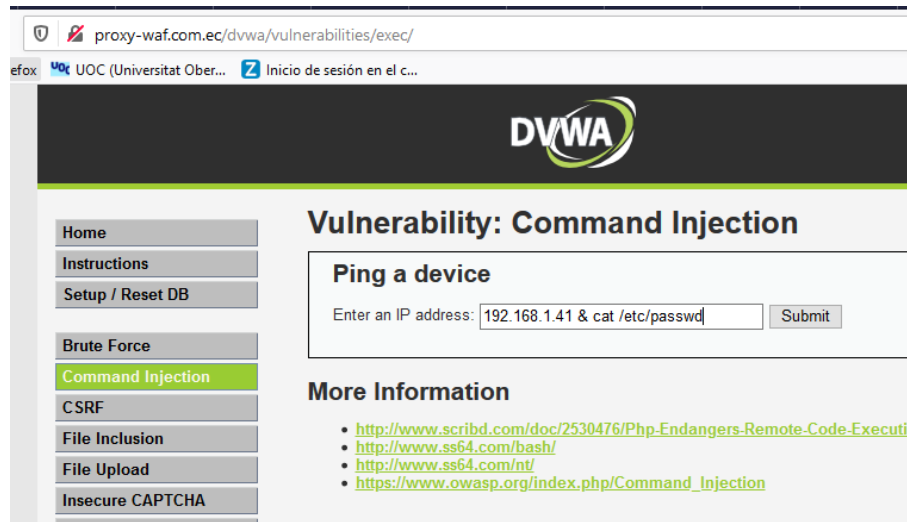 proxy-waf.com.ec/dvwa/vulnerabilities/exec/
efox UOC UOC (Universitat Ober... Z Inicio de sesión en el c...
DVWA
Home
Instructions
Setup / Reset DB
Brute Force
Command Injection
CSRF
File Inclusion
File Upload
Insecure CAPTCHA
Vulnerability: Command Injection
Ping a device
Enter an IP address: 192.168.1.41 & cat /etc/passwd Submit
More Information
http://www.scribd.com/doc/2530476/Php-Endangers-Remote-Code-Executi
http://www.ss64.com/bash/
http://www.ss64.com/nt/
https://www.owasp.org/index.php/Command_Injection